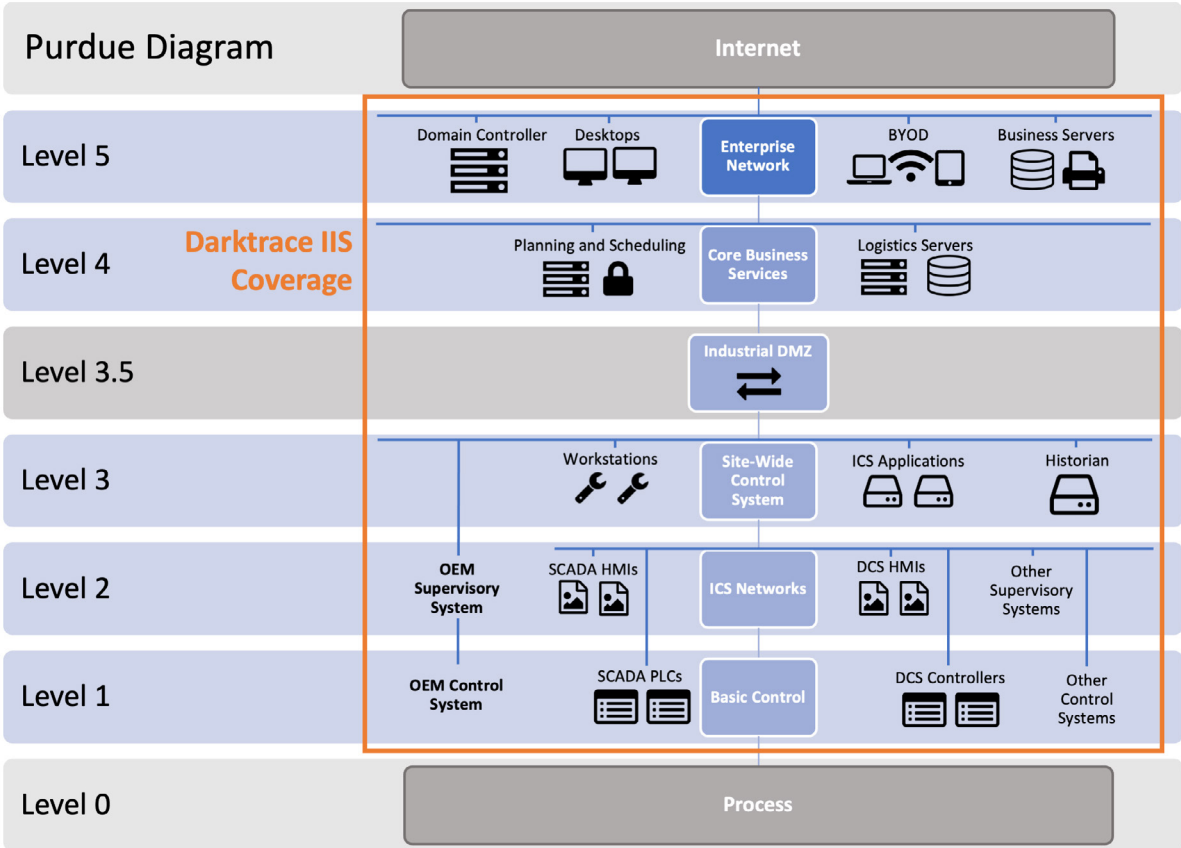 Purdue Diagram
Internet
Level 5
Domain Controller
Desktops
Enterprise
Network
BYOD
Business Servers
Darktrace IIS
Coverage
Level 4
Planning and Scheduling
Core Business
Services
Logistics Servers
Level 3.5
Industrial DMZ
Level 3
Workstations
Site-Wide
Control
System
ICS Applications
Historian
Level 2
OEM
Supervisory
System
SCADA HMIs
ICS Networks
DCS HMIs
Other
Supervisory
Systems
Level 1
OEM Control
System
SCADA PLCs
Basic Control
DCS Controllers
Other
Control
Systems
Level 0
Process